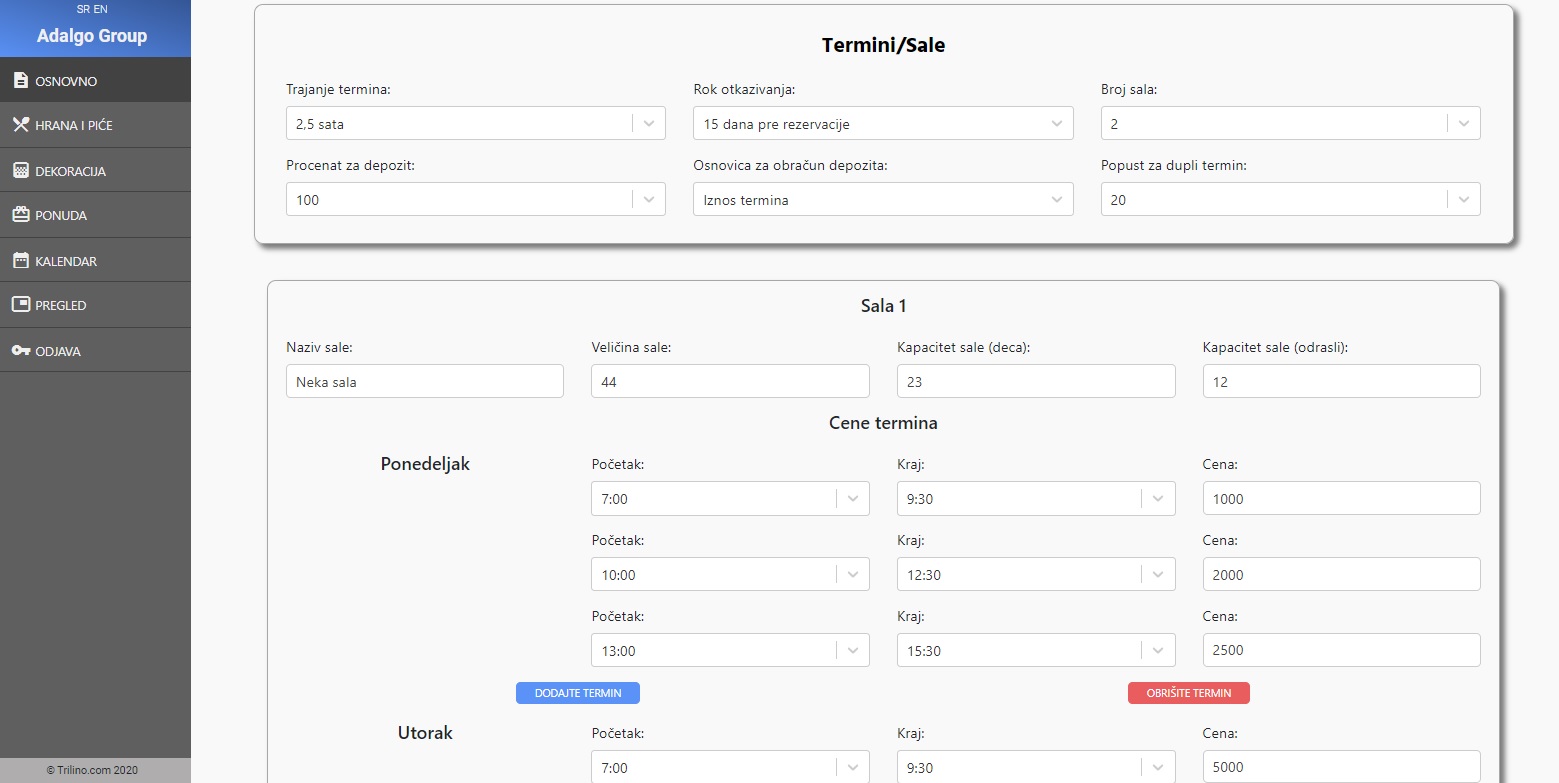 SR EN
Adalgo Group
OSNOVNO
HRANA I PIĆE
DEKORACIJA
PONUDA
KALENDAR
PREGLED
ODJAVA
© Trilino.com 2020
Termini/Sale
Trajanje termina: Rok otkazivanja: Broj sala:
2,5 sata 15 dana pre rezervacije 2
Procenat za depozit: Osnovica za obračun depozita: Popust za dupli termin:
100 Iznos termina 20
Sala 1
Naziv sale: Veličina sale: Kapacitet sale (deca): Kapacitet sale (odrasli):
Neka sala 44 23 12
Cene termina
Ponedeljak Početak: Kraj: Cena:
7:00 9:30 1000
Početak: Kraj: Cena:
10:00 12:30 2000
Početak: Kraj: Cena:
13:00 15:30 2500
DODAJTE TERMIN OBRIŠITE TERMIN
Utorak Početak: Kraj: Cena:
7:00 9:30 5000